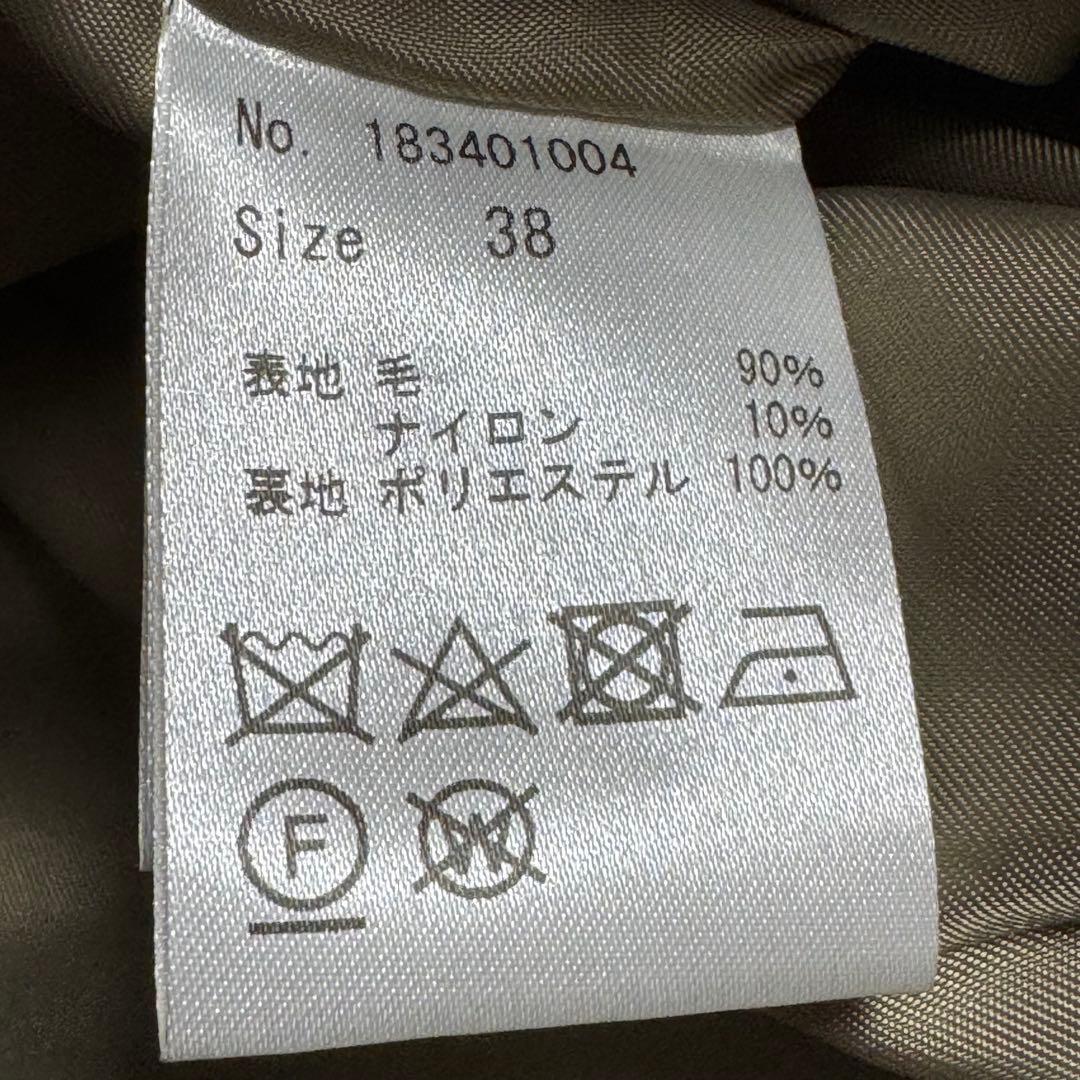 No. 183401004
Size 38
表地 毛 90%
ナイロン 10%
裏地 ポリエステル 100%
F
W